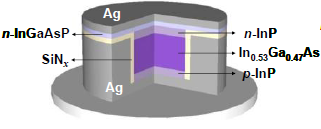 Ag
n-InGaAsP
n-InP
SiNₓ
In₀.₅₃Ga₀.₄₇As
p-InP
Ag